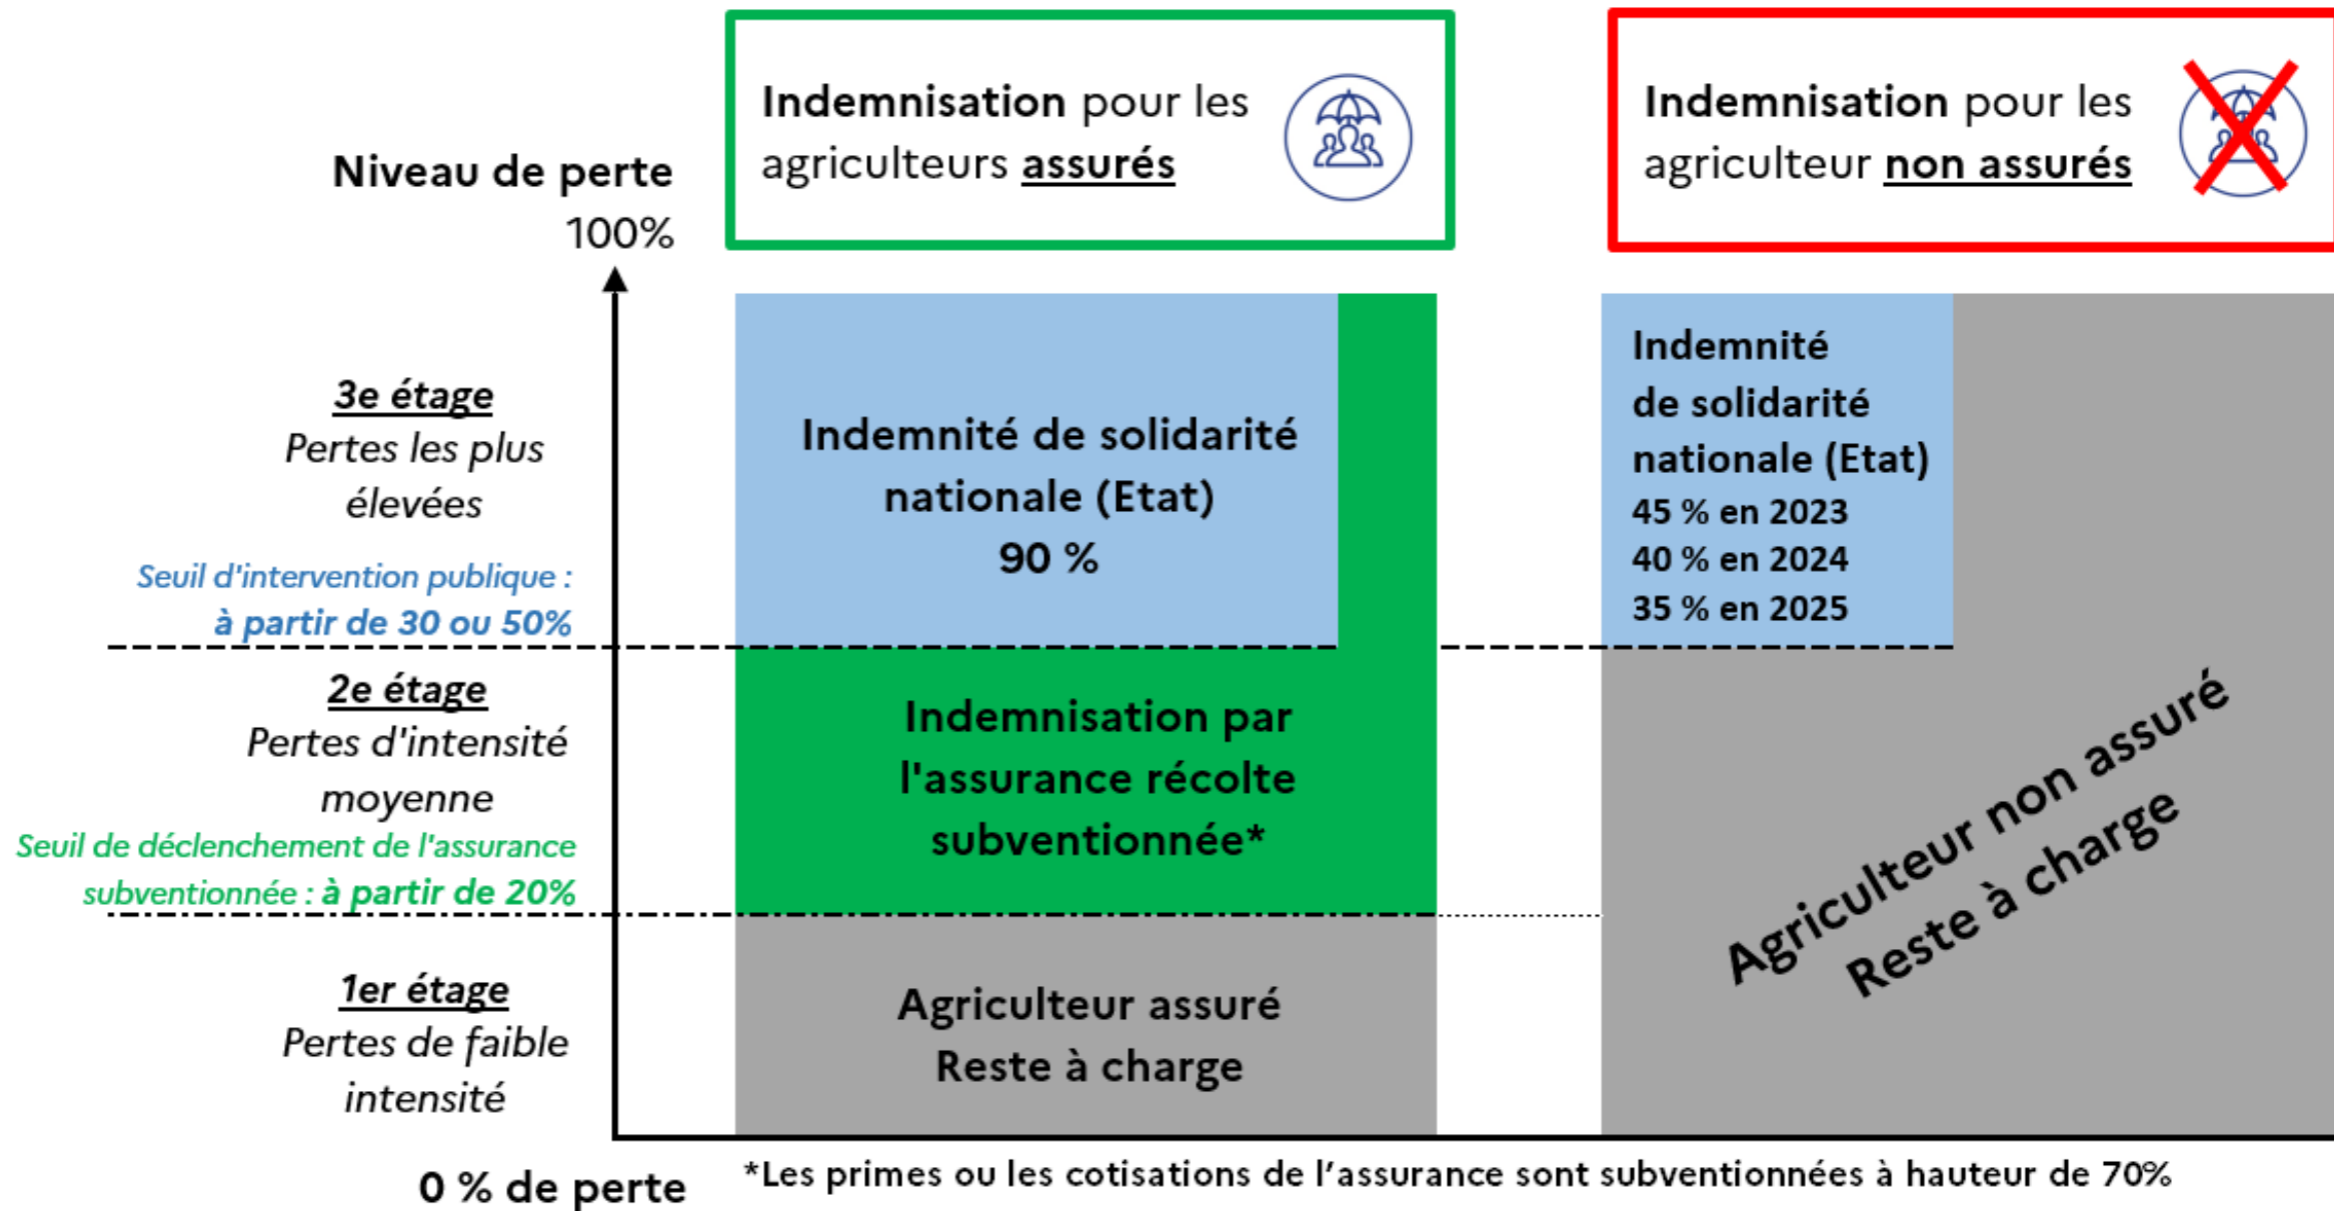 Indemnisation pour les
agriculteurs assurés
Indemnisation pour les
agriculteur non assurés
Niveau de perte
100%
3e étage
Pertes les plus
élevées
Seuil d'intervention publique :
à partir de 30 ou 50%
2e étage
Pertes d'intensité
moyenne
Seuil de déclenchement de l'assurance
subventionnée : à partir de 20%
1er étage
Pertes de faible
intensité
0 % de perte
Indemnité de solidarité
nationale (Etat)
90 %
Indemnisation par
l'assurance récolte
subventionnée*
Agriculteur assuré
Reste à charge
Indemnité
de solidarité
nationale (Etat)
45 % en 2023
40 % en 2024
35 % en 2025
Agriculteur non assuré
Reste à charge
*Les primes ou les cotisations de l’assurance sont subventionnées à hauteur de 70%